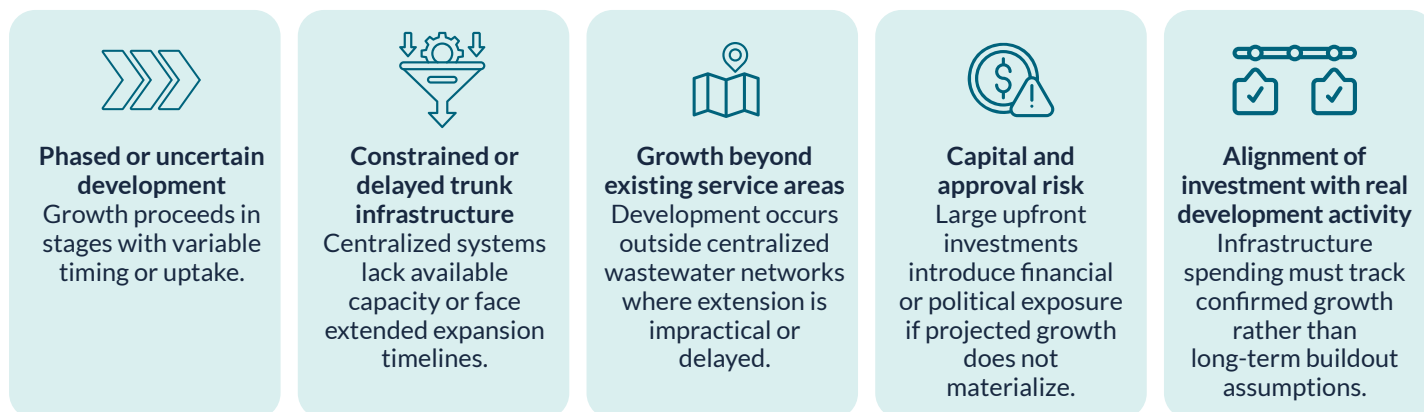 Phased or uncertain
development
Growth proceeds in
stages with variable
timing or uptake.
Constrained or
delayed trunk
infrastructure
Centralized systems
lack available
capacity or face
extended expansion
timelines.
Growth beyond
existing service areas
Development occurs
outside centralized
wastewater networks
where extension is
impractical or
delayed.
Capital and
approval risk
Large upfront
investments
introduce financial
or political exposure
if projected growth
does not
materialize.
Alignment of
investment with real
development activity
Infrastructure
spending must track
confirmed growth
rather than
long-term buildout
assumptions.